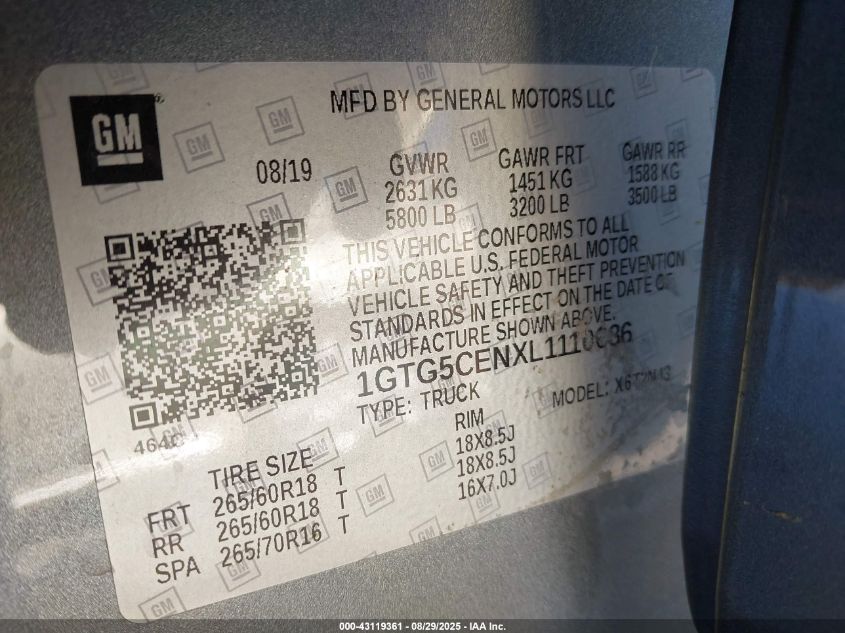 GM
MFD BY GENERAL MOTORS LLC
08/19
GVWR
2631 KG
5800 LB
GAWR FRT
1451 KG
3200 LB
GAWR RR
1588 KG
3500 LB
THIS VEHICLE CONFORMS TO ALL
APPLICABLE U.S. FEDERAL MOTOR
VEHICLE SAFETY AND THEFT PREVENTION
STANDARDS IN EFFECT ON THE DATE OF
MANUFACTURE SHOWN ABOVE.
TYPE: TRUCK
MODEL:
TIRE SIZE
RIM
FRT 265/60R18 T 18X8.5J
RR 265/60R18 T 18X8.5J
SPA 265/70R16 T 16X7.0J
000-43119361 - 08/29/2025 - IAA Inc.